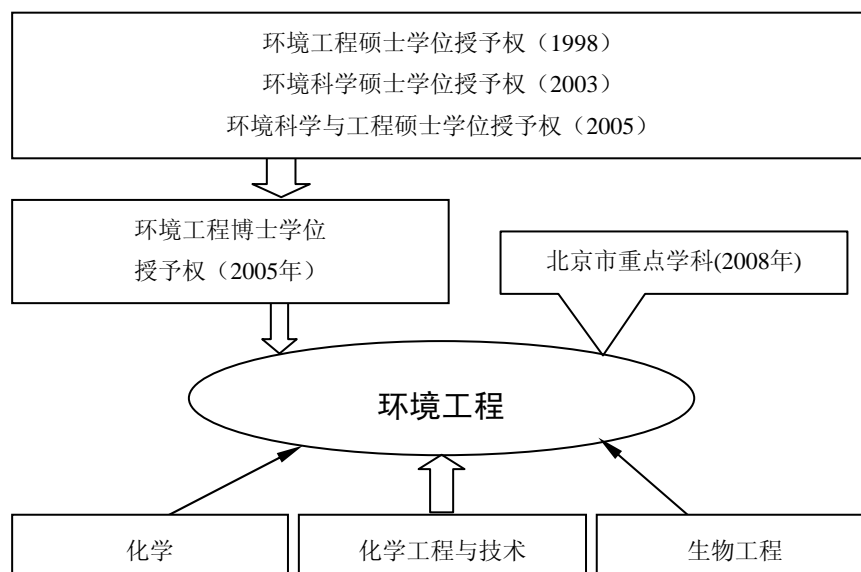 环境工程硕士学位授予权（1998）
环境科学硕士学位授予权（2003）
环境科学与工程硕士学位授予权（2005）
环境工程博士学位
授予权（2005年）
北京市重点学科(2008年)
环境工程
化学
化学工程与技术
生物工程